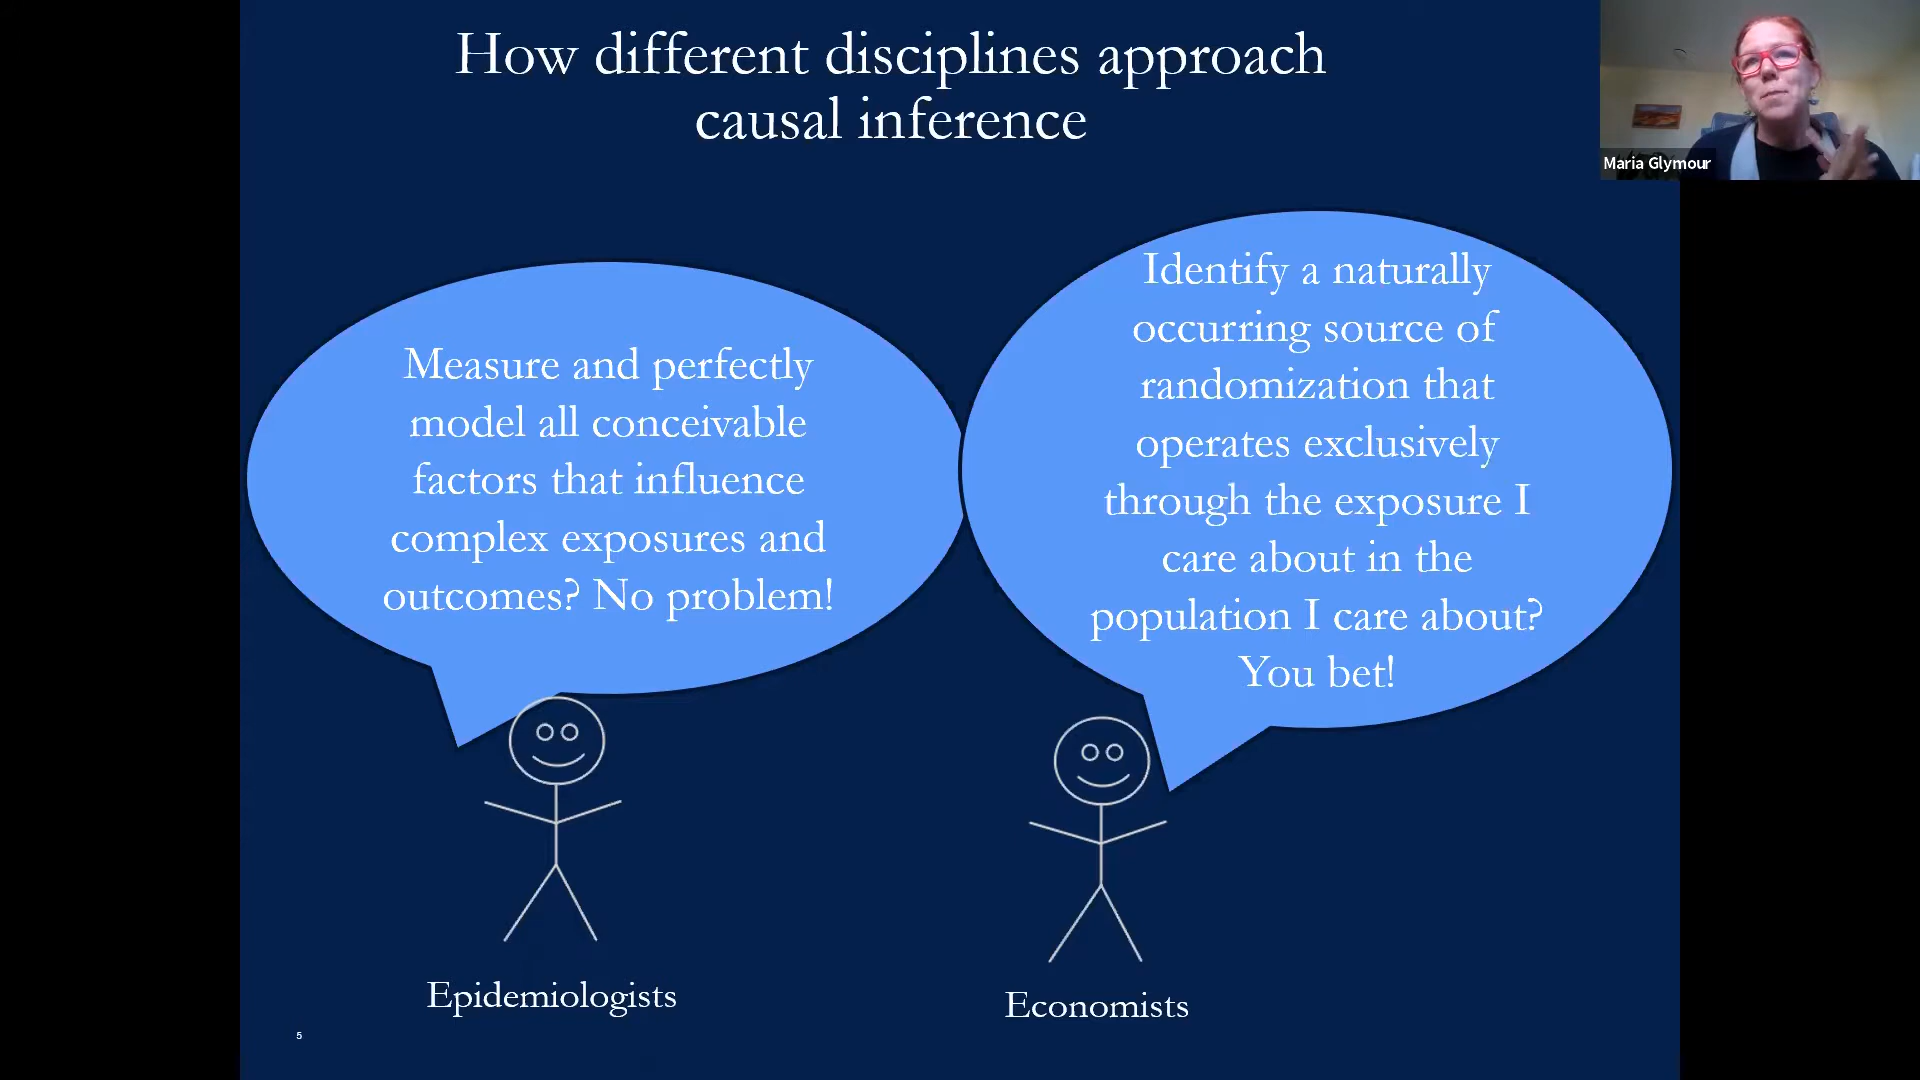 How different disciplines approach
causal inference
Maria Glymour
Measure and perfectly
model all conceivable
factors that influence
complex exposures and
outcomes? No problem!
Identify a naturally
occurring source of
randomization that
operates exclusively
through the exposure I
care about in the
population I care about?
You bet!
Epidemiologists
Economists
5